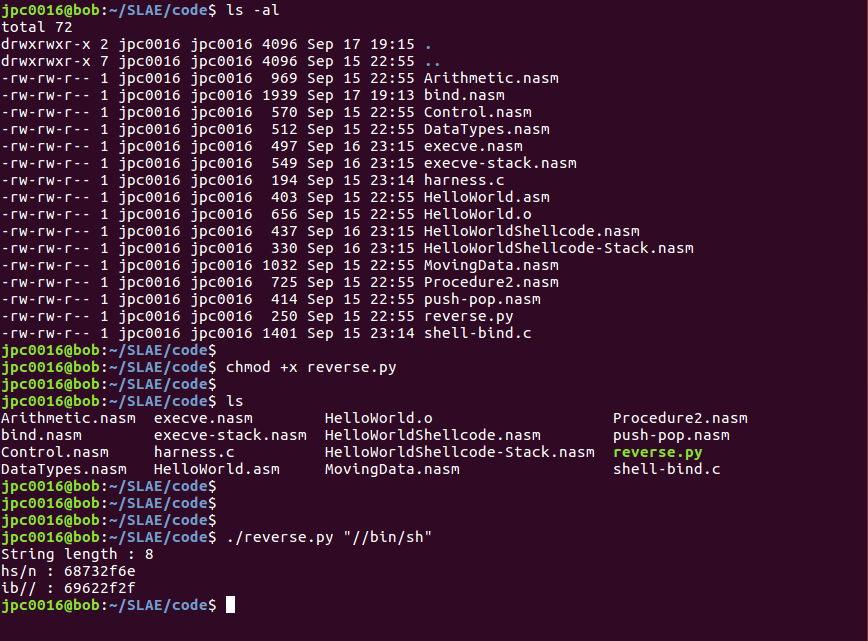 jpc0016@bob:~/SLAE/code$ ls -al
total 72
drwxrwxr-x 2 jpc0016 jpc0016 4096 Sep 17 19:15 .
drwxrwxr-x 7 jpc0016 jpc0016 4096 Sep 15 22:55 ..
-rw-rw-r-- 1 jpc0016 jpc0016  969 Sep 15 22:55 Arithmetic.nasm
-rw-rw-r-- 1 jpc0016 jpc0016 1939 Sep 17 19:13 bind.nasm
-rw-rw-r-- 1 jpc0016 jpc0016  570 Sep 15 22:55 Control.nasm
-rw-rw-r-- 1 jpc0016 jpc0016  512 Sep 15 22:55 DataTypes.nasm
-rw-rw-r-- 1 jpc0016 jpc0016  497 Sep 16 23:15 execve.nasm
-rw-rw-r-- 1 jpc0016 jpc0016  549 Sep 16 23:15 execve-stack.nasm
-rw-rw-r-- 1 jpc0016 jpc0016  194 Sep 15 23:14 harness.c
-rw-rw-r-- 1 jpc0016 jpc0016  403 Sep 15 22:55 HelloWorld.asm
-rw-rw-r-- 1 jpc0016 jpc0016  656 Sep 15 22:55 HelloWorld.o
-rw-rw-r-- 1 jpc0016 jpc0016  437 Sep 16 23:15 HelloWorldShellcode.nasm
-rw-rw-r-- 1 jpc0016 jpc0016  330 Sep 16 23:15 HelloWorldShellcode-Stack.nasm
-rw-rw-r-- 1 jpc0016 jpc0016 1032 Sep 15 22:55 MovingData.nasm
-rw-rw-r-- 1 jpc0016 jpc0016  725 Sep 15 22:55 Procedure2.nasm
-rw-rw-r-- 1 jpc0016 jpc0016  414 Sep 15 22:55 push-pop.nasm
-rw-rw-r-- 1 jpc0016 jpc0016  250 Sep 15 22:55 reverse.py
-rw-rw-r-- 1 jpc0016 jpc0016 1401 Sep 15 23:14 shell-bind.c
jpc0016@bob:~/SLAE/code$
jpc0016@bob:~/SLAE/code$ chmod +x reverse.py
jpc0016@bob:~/SLAE/code$
jpc0016@bob:~/SLAE/code$ ls
Arithmetic.nasm  execve.nasm        HelloWorld.o                    Procedure2.nasm
bind.nasm        execve-stack.nasm  HelloWorldShellcode.nasm        push-pop.nasm
Control.nasm     harness.c          HelloWorldShellcode-Stack.nasm  reverse.py
DataTypes.nasm   HelloWorld.asm     MovingData.nasm                 shell-bind.c
jpc0016@bob:~/SLAE/code$
jpc0016@bob:~/SLAE/code$
jpc0016@bob:~/SLAE/code$
jpc0016@bob:~/SLAE/code$ ./reverse.py "//bin/sh"
String length : 8
hs/n : 68732f6e
ib// : 69622f2f
jpc0016@bob:~/SLAE/code$